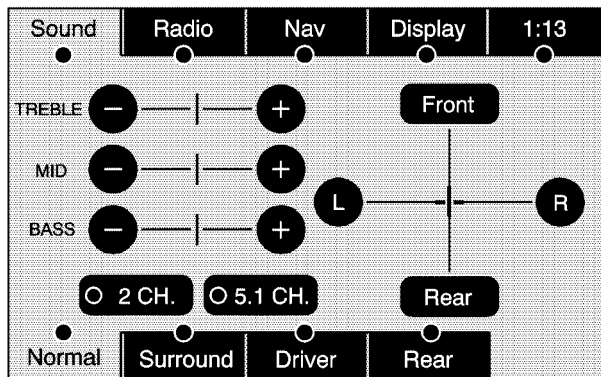 Sound Radio Nav Display 1:13
TREBLE − + Front
MID − +
L R
BASS − +
2 CH. 5.1 CH. Rear
Normal Surround Driver Rear